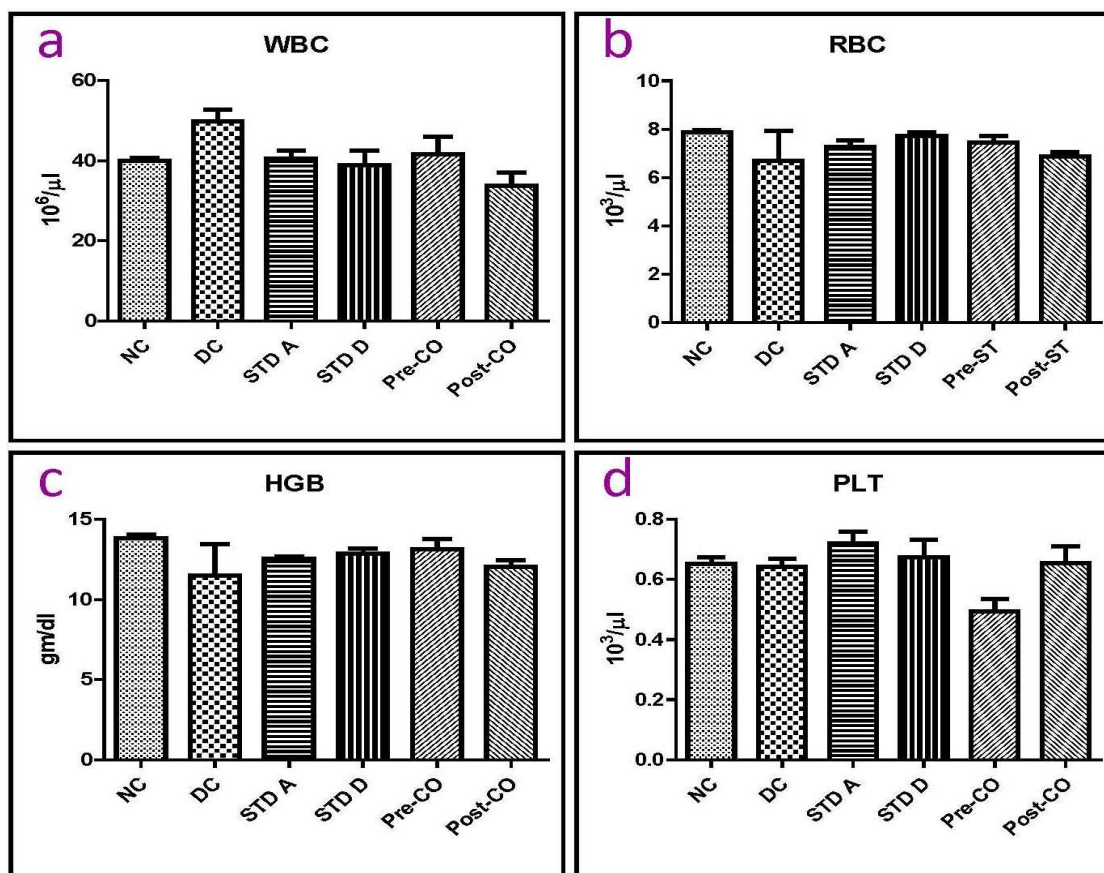 a
WBC
60
40
20
0
10⁶/µl
NC DC STD A STD D Pre-CO Post-CO
b
RBC
10
8
6
4
2
0
10³/µl
NC DC STD A STD D Pre-ST Post-ST
c
HGB
15
10
5
0
gm/dl
NC DC STD A STD D Pre-CO Post-CO
d
PLT
0.8
0.6
0.4
0.2
0.0
10³/µl
NC DC STD A STD D Pre-CO Post-CO